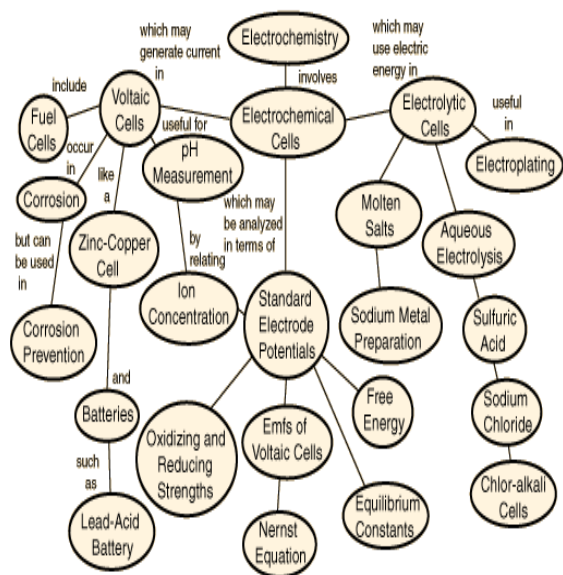 Electrochemistry
which may
generate current
in
involves
which may
use electric
energy in
include
Voltaic
Cells
Electrochemical
Cells
Electrolytic
Cells
useful
in
Fuel
Cells
occur
in
useful for
pH
Measurement
Electroplating
like
a
Corrosion
which may
be analyzed
in terms of
Molten
Salts
Aqueous
Electrolysis
but can
be used
in
Zinc-Copper
Cell
by
relating
Ion
Concentration
Standard
Electrode
Potentials
Sodium Metal
Preparation
Sulfuric
Acid
Corrosion
Prevention
and
Batteries
Free
Energy
Sodium
Chloride
Oxidizing and
Reducing
Strengths
Emfs of
Voltaic Cells
such
as
Chlor-alkali
Cells
Equilibrium
Constants
Lead-Acid
Battery
Nernst
Equation